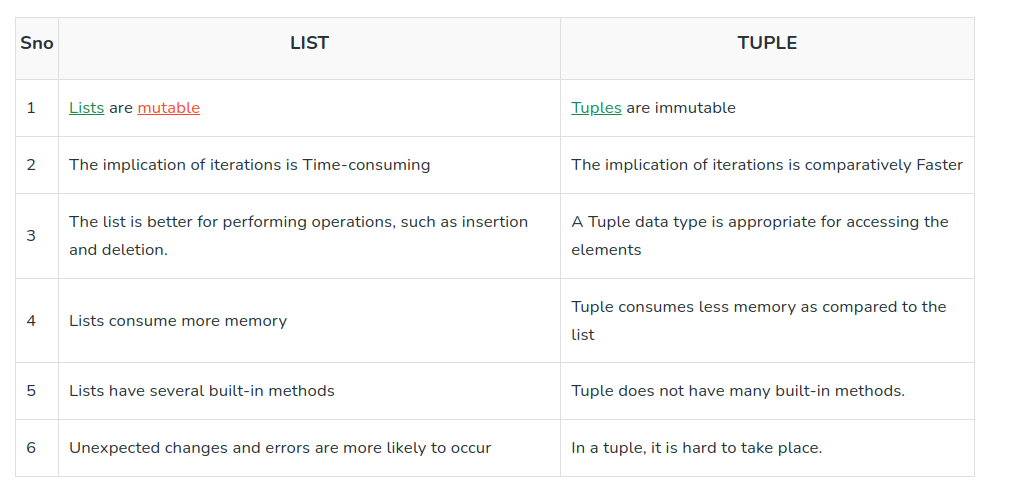 Sno LIST TUPLE
1 Lists are mutable Tuples are immutable
2 The implication of iterations is Time-consuming The implication of iterations is comparatively Faster
3 The list is better for performing operations, such as insertion
and deletion. A Tuple data type is appropriate for accessing the
elements
4 Lists consume more memory Tuple consumes less memory as compared to the
list
5 Lists have several built-in methods Tuple does not have many built-in methods.
6 Unexpected changes and errors are more likely to occur In a tuple, it is hard to take place.